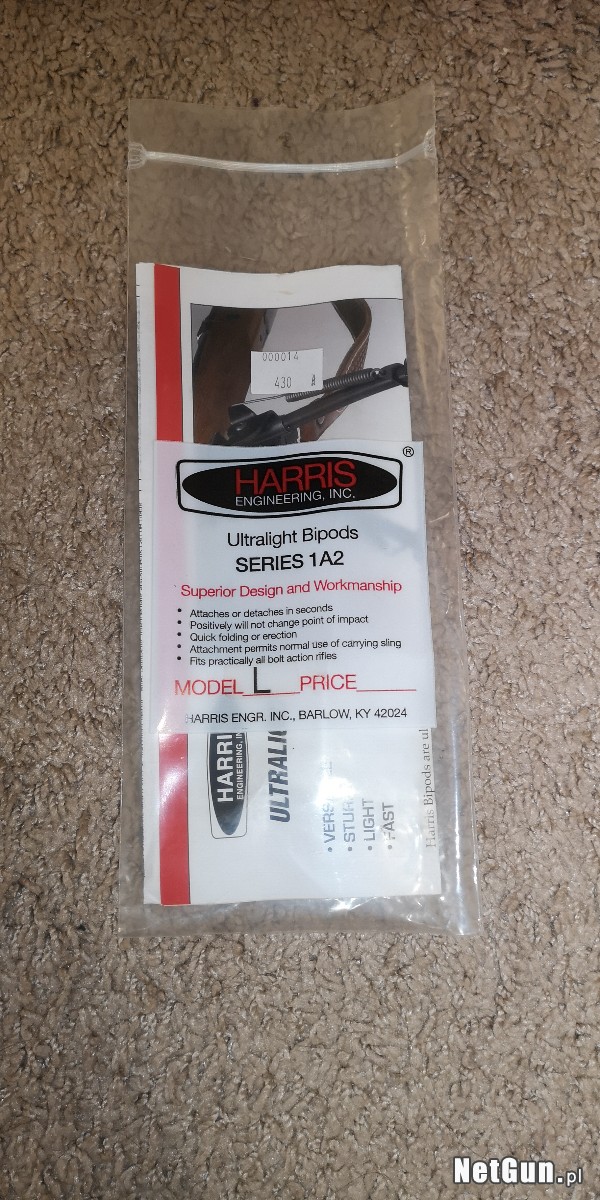 000014
430
HARRIS
ENGINEERING, INC.
®
Ultralight Bipods
SERIES 1A2
Superior Design and Workmanship
• Attaches or detaches in seconds
• Positively will not change point of impact
• Quick folding or erection
• Attachment permits normal use of carrying sling
• Fits practically all bolt action rifles
MODEL L PRICE
HARRIS ENGR. INC., BARLOW, KY 42024
HARRI
ENGINEERING, IN
ULTRALI
• VERS
• STUR
• LIGHT
• FAST
Harris Bipods are ul
NetGun.pl